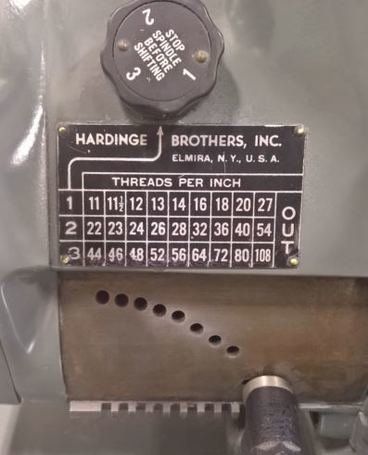 2
STOP
SPINDLE
BEFORE
SHIFTING
3 1
HARDINGE BROTHERS, INC.
ELMIRA, N.Y., U.S.A.
THREADS PER INCH
1 11 11½ 12 13 14 16 18 20 27
2 22 23 24 26 28 32 36 40 54
3 44 46 48 52 56 64 72 80 108
OUT